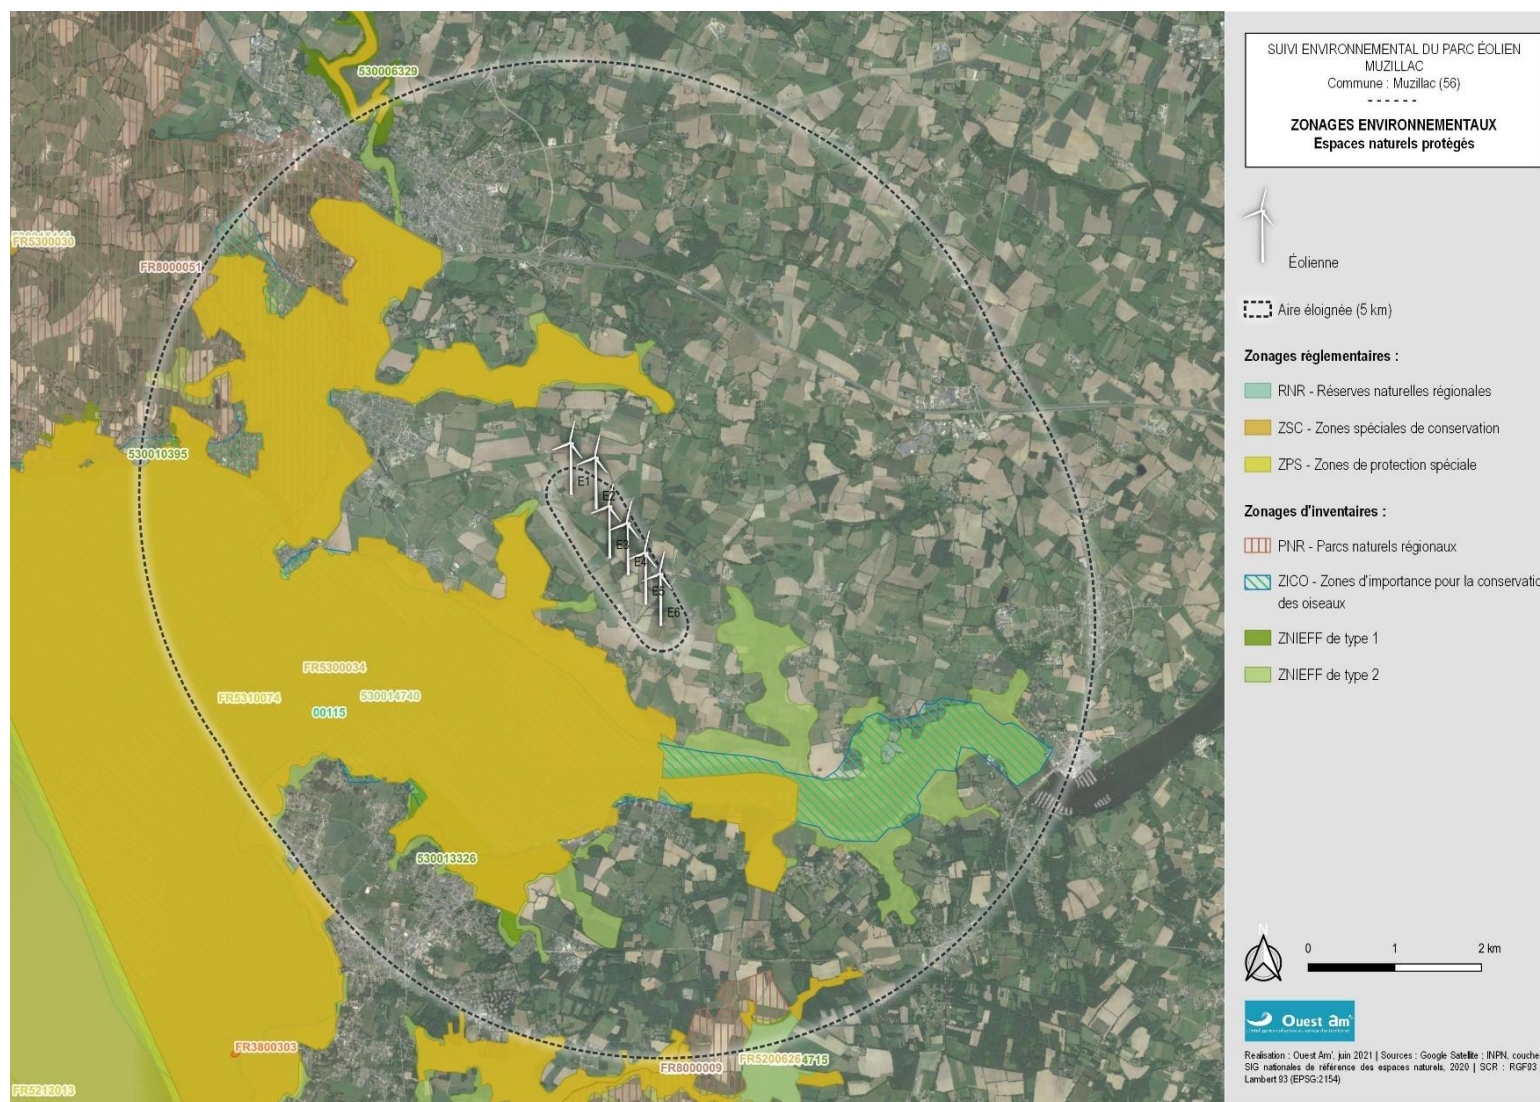 SUIVI ENVIRONNEMENTAL DU PARC ÉOLIEN
MUZILLAC
Commune : Muzillac (56)
- - - - - -
ZONAGES ENVIRONNEMENTAUX
Espaces naturels protégés
Éolienne
Aire éloignée (5 km)
Zonages réglementaires :
RNR - Réserves naturelles régionales
ZSC - Zones spéciales de conservation
ZPS - Zones de protection spéciale
Zonages d'inventaires :
PNR - Parcs naturels régionaux
ZICO - Zones d'importance pour la conservatio
des oiseaux
ZNIEFF de type 1
ZNIEFF de type 2
N
0 1 2 km
Ouest am'
Realisation : Ouest Am', juin 2021 | Sources : Google Satellite ; INPN, couche
SIG nationales de référence des espaces naturels, 2020 | SCR : RGF93
Lambert 93 (EPSG:2154)
530006329
FR5300030
FR8000051
530010395
E1
E2
E3
E4
E5
E6
FR5300034
FR5310074
530014740
00115
530013326
FR3800303
FR8000009
FR5200626
4715
FR5212013